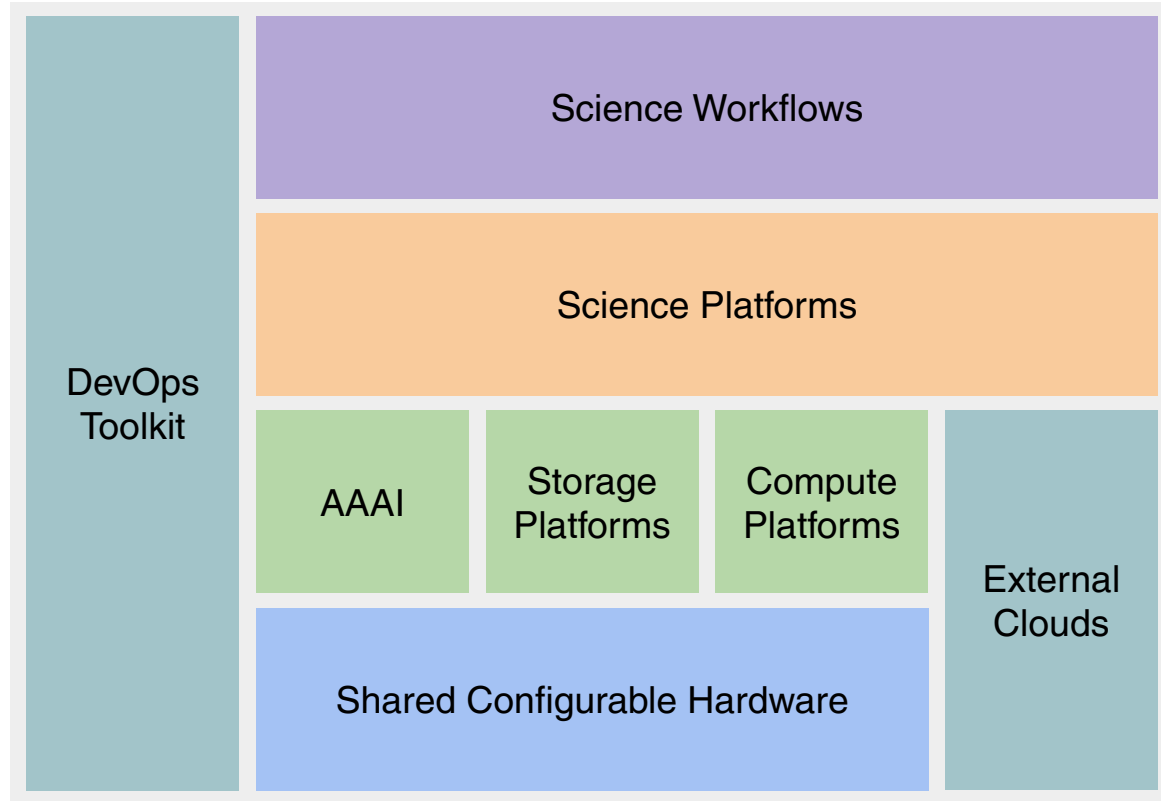 Science Workflows
Science Platforms
DevOps
Toolkit
AAAI
Storage
Platforms
Compute
Platforms
External
Clouds
Shared Configurable Hardware